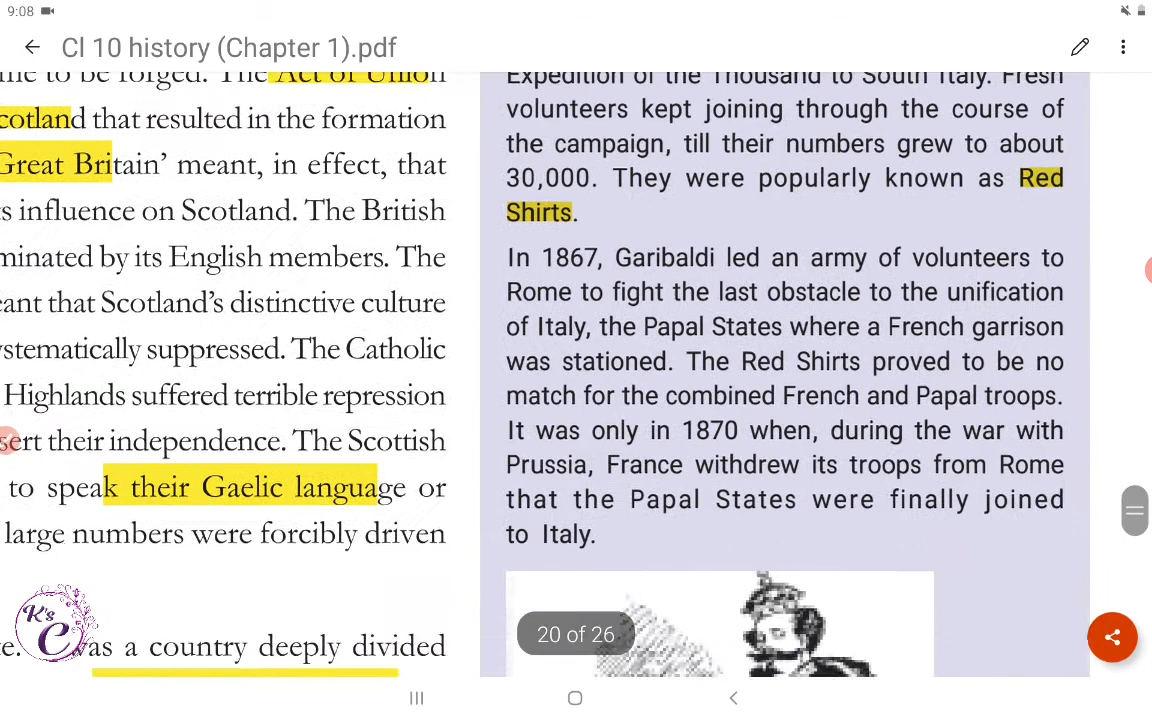 9:08
Cl 10 history (Chapter 1).pdf
me to be forged. The Act of Union
cotland that resulted in the formation
Great Britain’ meant, in effect, that
s influence on Scotland. The British
minated by its English members. The
eant that Scotland’s distinctive culture
ystematically suppressed. The Catholic
Highlands suffered terrible repression
sert their independence. The Scottish
to speak their Gaelic language or
large numbers were forcibly driven
K's
C
te.
was a country deeply divided
Expedition of the Thousand to South Italy. Fresh
volunteers kept joining through the course of
the campaign, till their numbers grew to about
30,000. They were popularly known as Red
Shirts.
In 1867, Garibaldi led an army of volunteers to
Rome to fight the last obstacle to the unification
of Italy, the Papal States where a French garrison
was stationed. The Red Shirts proved to be no
match for the combined French and Papal troops.
It was only in 1870 when, during the war with
Prussia, France withdrew its troops from Rome
that the Papal States were finally joined
to Italy.
20 of 26